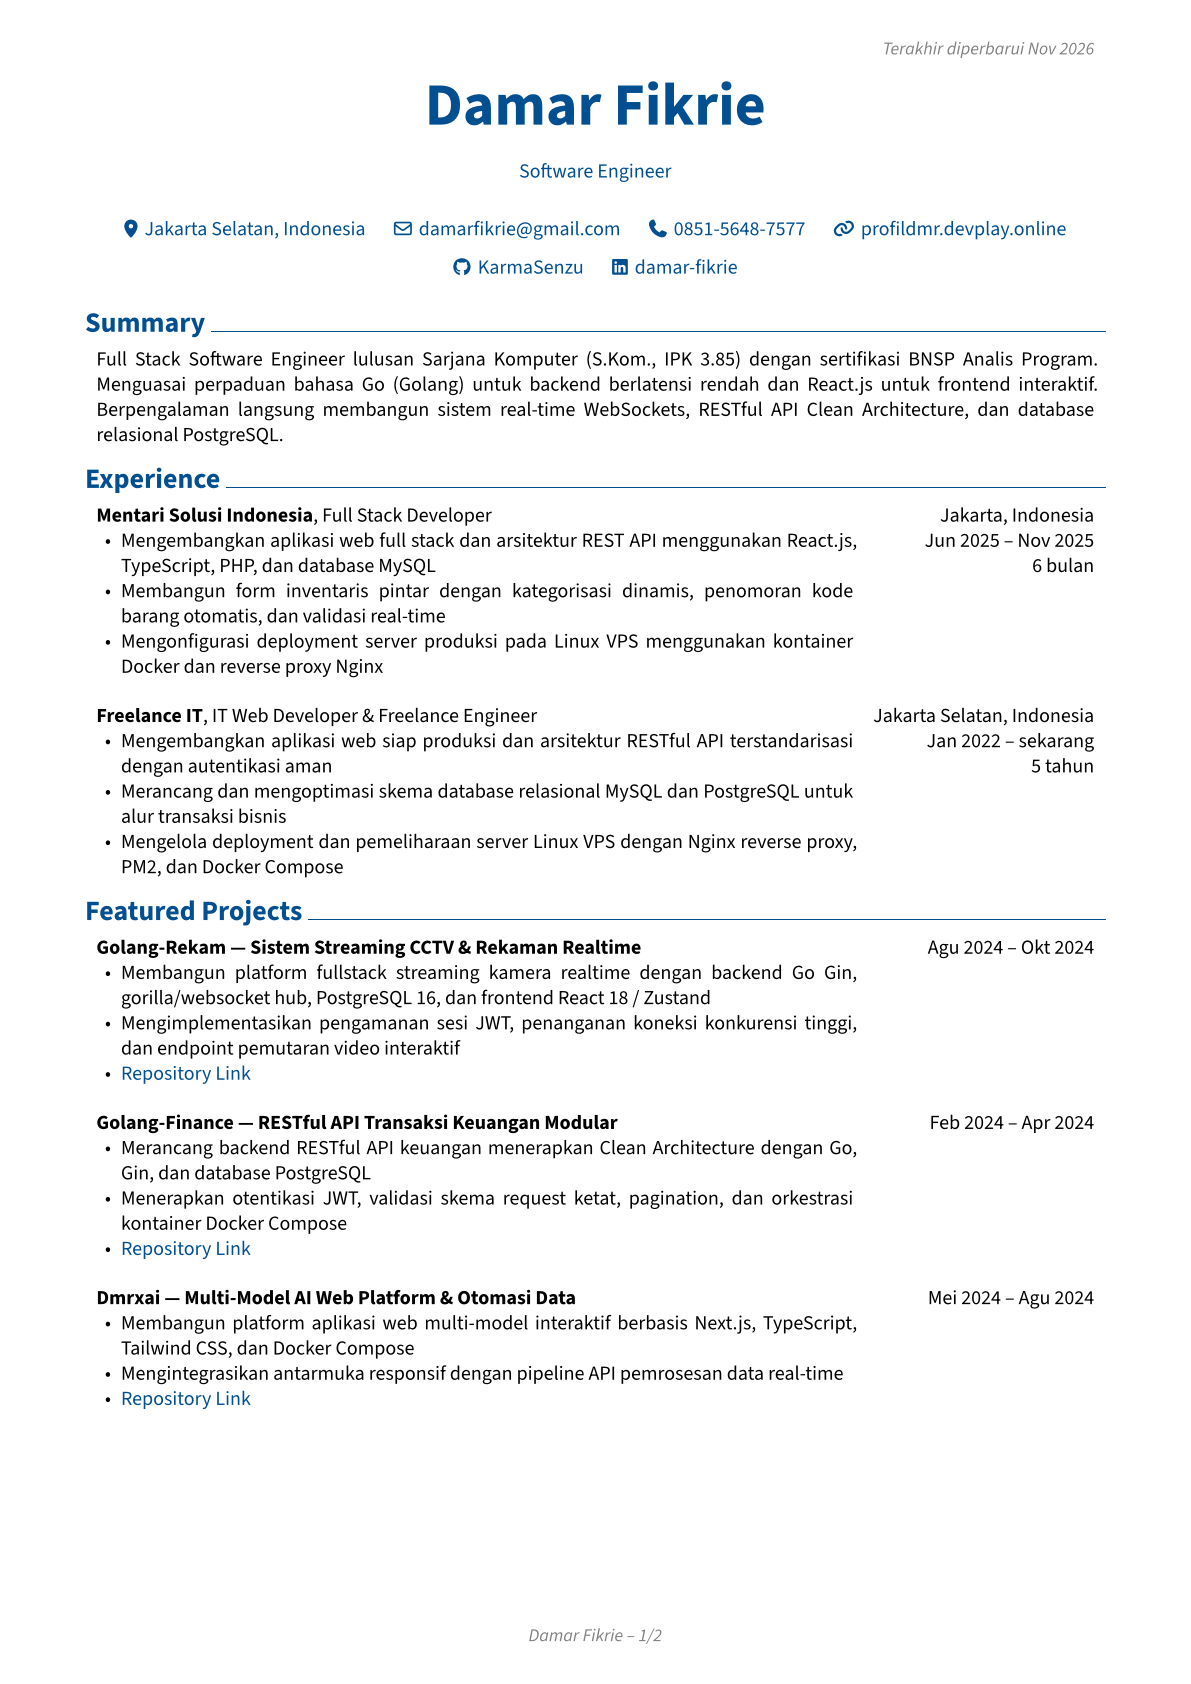 Terakhir diperbarui Nov 2026
Damar Fikrie
Software Engineer
Jakarta Selatan, Indonesia damarfikrie@gmail.com 0851-5648-7577 profildmr.devplay.online
KarmaSenzu damar-fikrie
Summary
Full Stack Software Engineer lulusan Sarjana Komputer (S.Kom., IPK 3.85) dengan sertifikasi BNSP Analis Program.
Menguasai perpaduan bahasa Go (Golang) untuk backend berlatensi rendah dan React.js untuk frontend interaktif.
Berpengalaman langsung membangun sistem real-time WebSockets, RESTful API Clean Architecture, dan database
relasional PostgreSQL.
Experience
Mentari Solusi Indonesia, Full Stack Developer Jakarta, Indonesia
• Mengembangkan aplikasi web full stack dan arsitektur REST API menggunakan React.js, Jun 2025 – Nov 2025
TypeScript, PHP, dan database MySQL 6 bulan
• Membangun form inventaris pintar dengan kategorisasi dinamis, penomoran kode
barang otomatis, dan validasi real-time
• Mengonfigurasi deployment server produksi pada Linux VPS menggunakan kontainer
Docker dan reverse proxy Nginx
Freelance IT, IT Web Developer & Freelance Engineer Jakarta Selatan, Indonesia
• Mengembangkan aplikasi web siap produksi dan arsitektur RESTful API terstandarisasi Jan 2022 – sekarang
dengan autentikasi aman 5 tahun
• Merancang dan mengoptimasi skema database relasional MySQL dan PostgreSQL untuk
alur transaksi bisnis
• Mengelola deployment dan pemeliharaan server Linux VPS dengan Nginx reverse proxy,
PM2, dan Docker Compose
Featured Projects
Golang-Rekam — Sistem Streaming CCTV & Rekaman Realtime Agu 2024 – Okt 2024
• Membangun platform fullstack streaming kamera realtime dengan backend Go Gin,
gorilla/websocket hub, PostgreSQL 16, dan frontend React 18 / Zustand
• Mengimplementasikan pengamanan sesi JWT, penanganan koneksi konkurensi tinggi,
dan endpoint pemutaran video interaktif
• Repository Link
Golang-Finance — RESTful API Transaksi Keuangan Modular Feb 2024 – Apr 2024
• Merancang backend RESTful API keuangan menerapkan Clean Architecture dengan Go,
Gin, dan database PostgreSQL
• Menerapkan otentikasi JWT, validasi skema request ketat, pagination, dan orkestrasi
kontainer Docker Compose
• Repository Link
Dmrxai — Multi-Model AI Web Platform & Otomasi Data Mei 2024 – Agu 2024
• Membangun platform aplikasi web multi-model interaktif berbasis Next.js, TypeScript,
Tailwind CSS, dan Docker Compose
• Mengintegrasikan antarmuka responsif dengan pipeline API pemrosesan data real-time
• Repository Link
Damar Fikrie – 1/2